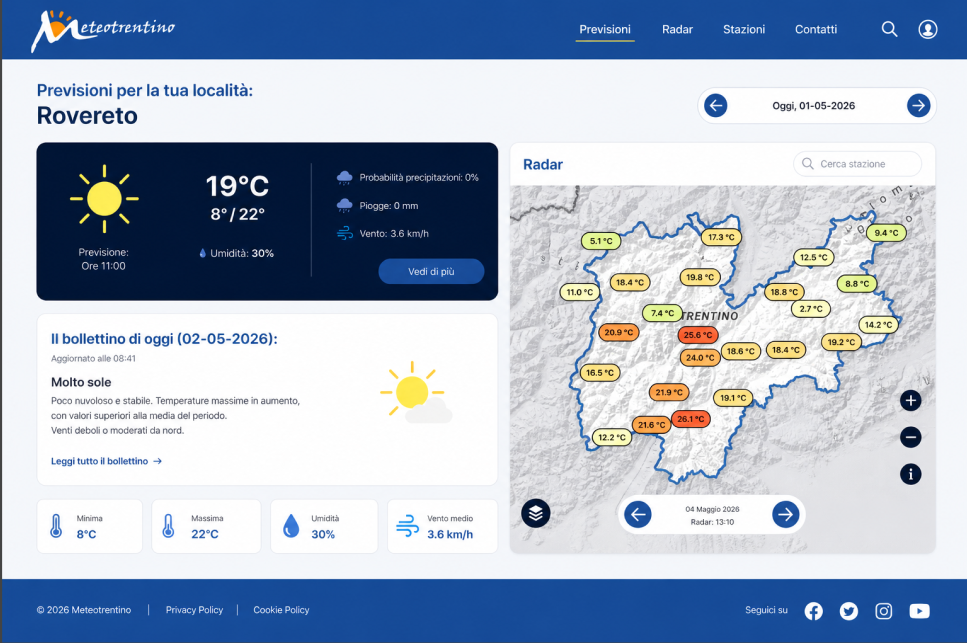 Meteotrentino
Previsioni
Radar
Stazioni
Contatti
Previsioni per la tua località:
Rovereto
Oggi, 01-05-2026
Previsione:
Ore 11:00
19°C
8° / 22°
Umidità: 30%
Probabilità precipitazioni: 0%
Piogge: 0 mm
Vento: 3.6 km/h
Vedi di più
Il bollettino di oggi (02-05-2026):
Aggiornato alle 08:41
Molto sole
Poco nuvoloso e stabile. Temperature massime in aumento,
con valori superiori alla media del periodo.
Venti deboli o moderati da nord.
Leggi tutto il bollettino
Minima
8°C
Massima
22°C
Umidità
30%
Vento medio
3.6 km/h
Radar
Cerca stazione
9.4 °C
5.1 °C
17.3 °C
12.5 °C
19.8 °C
18.4 °C
8.8 °C
11.0 °C
18.8 °C
2.7 °C
7.4 °C
TRENTINO
14.2 °C
20.9 °C
25.6 °C
19.2 °C
18.6 °C
18.4 °C
24.0 °C
16.5 °C
21.9 °C
19.1 °C
26.1 °C
21.6 °C
12.2 °C
04 Maggio 2026
Radar: 13:10
© 2026 Meteotrentino
Privacy Policy
Cookie Policy
Seguici su